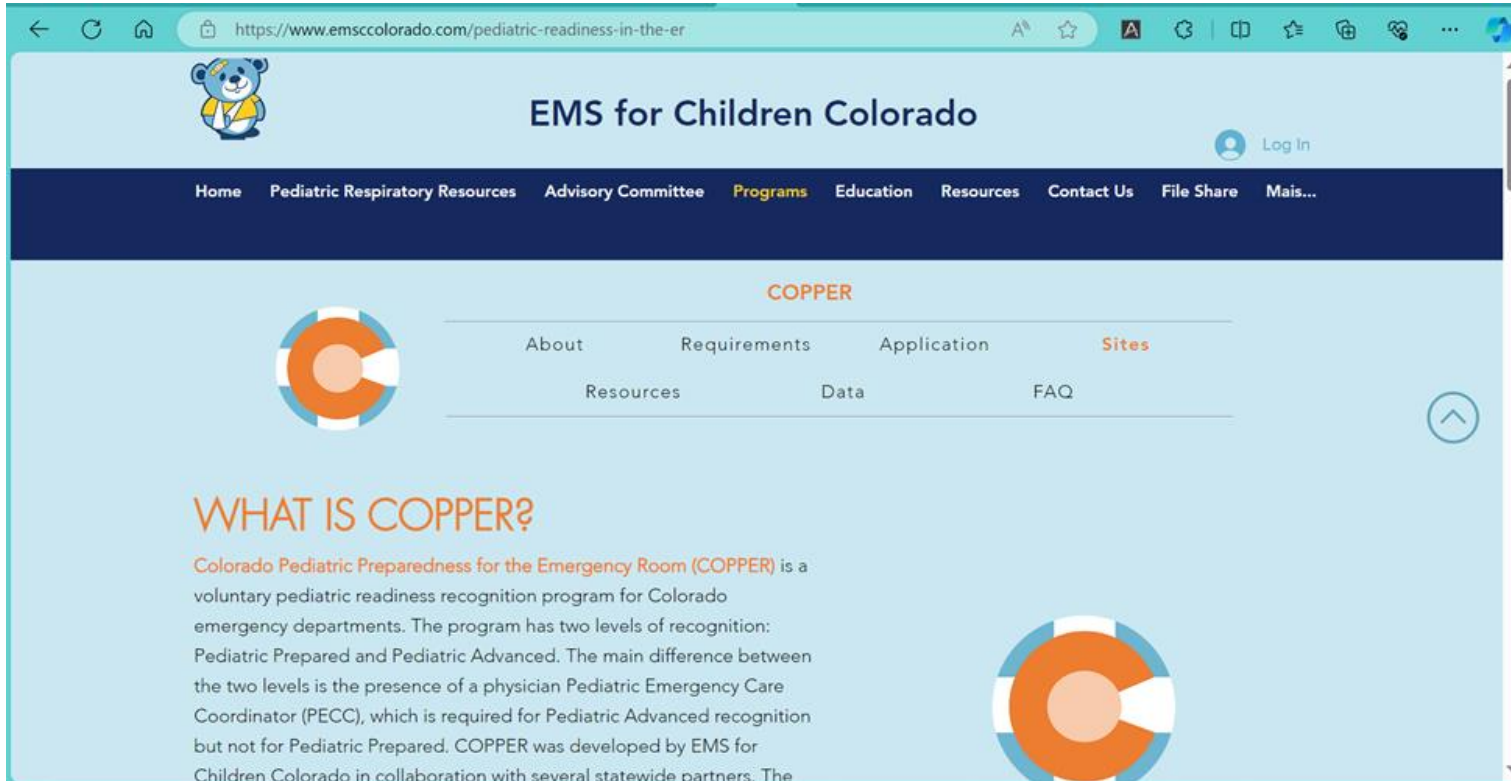 https://www.emsccolorado.com/pediatric-readiness-in-the-er
EMS for Children Colorado
Log In
Home Pediatric Respiratory Resources Advisory Committee Programs Education Resources Contact Us File Share Mais...
COPPER
About Requirements Application Sites
Resources Data FAQ
WHAT IS COPPER?
Colorado Pediatric Preparedness for the Emergency Room (COPPER) is a
voluntary pediatric readiness recognition program for Colorado
emergency departments. The program has two levels of recognition:
Pediatric Prepared and Pediatric Advanced. The main difference between
the two levels is the presence of a physician Pediatric Emergency Care
Coordinator (PECC), which is required for Pediatric Advanced recognition
but not for Pediatric Prepared. COPPER was developed by EMS for
Children Colorado in collaboration with several statewide partners. The